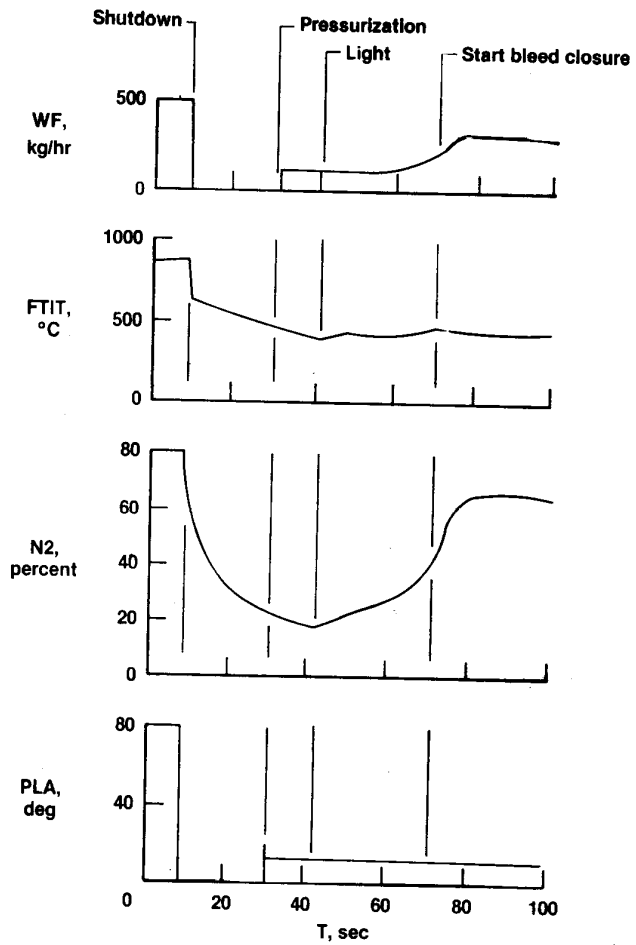 Shutdown
Pressurization
Light
Start bleed closure
500
WF,
kg/hr
0
1000
FTIT,
°C
500
0
80
60
N2,
percent
40
20
0
80
PLA,
deg
40
0
20
40
60
80
100
T, sec